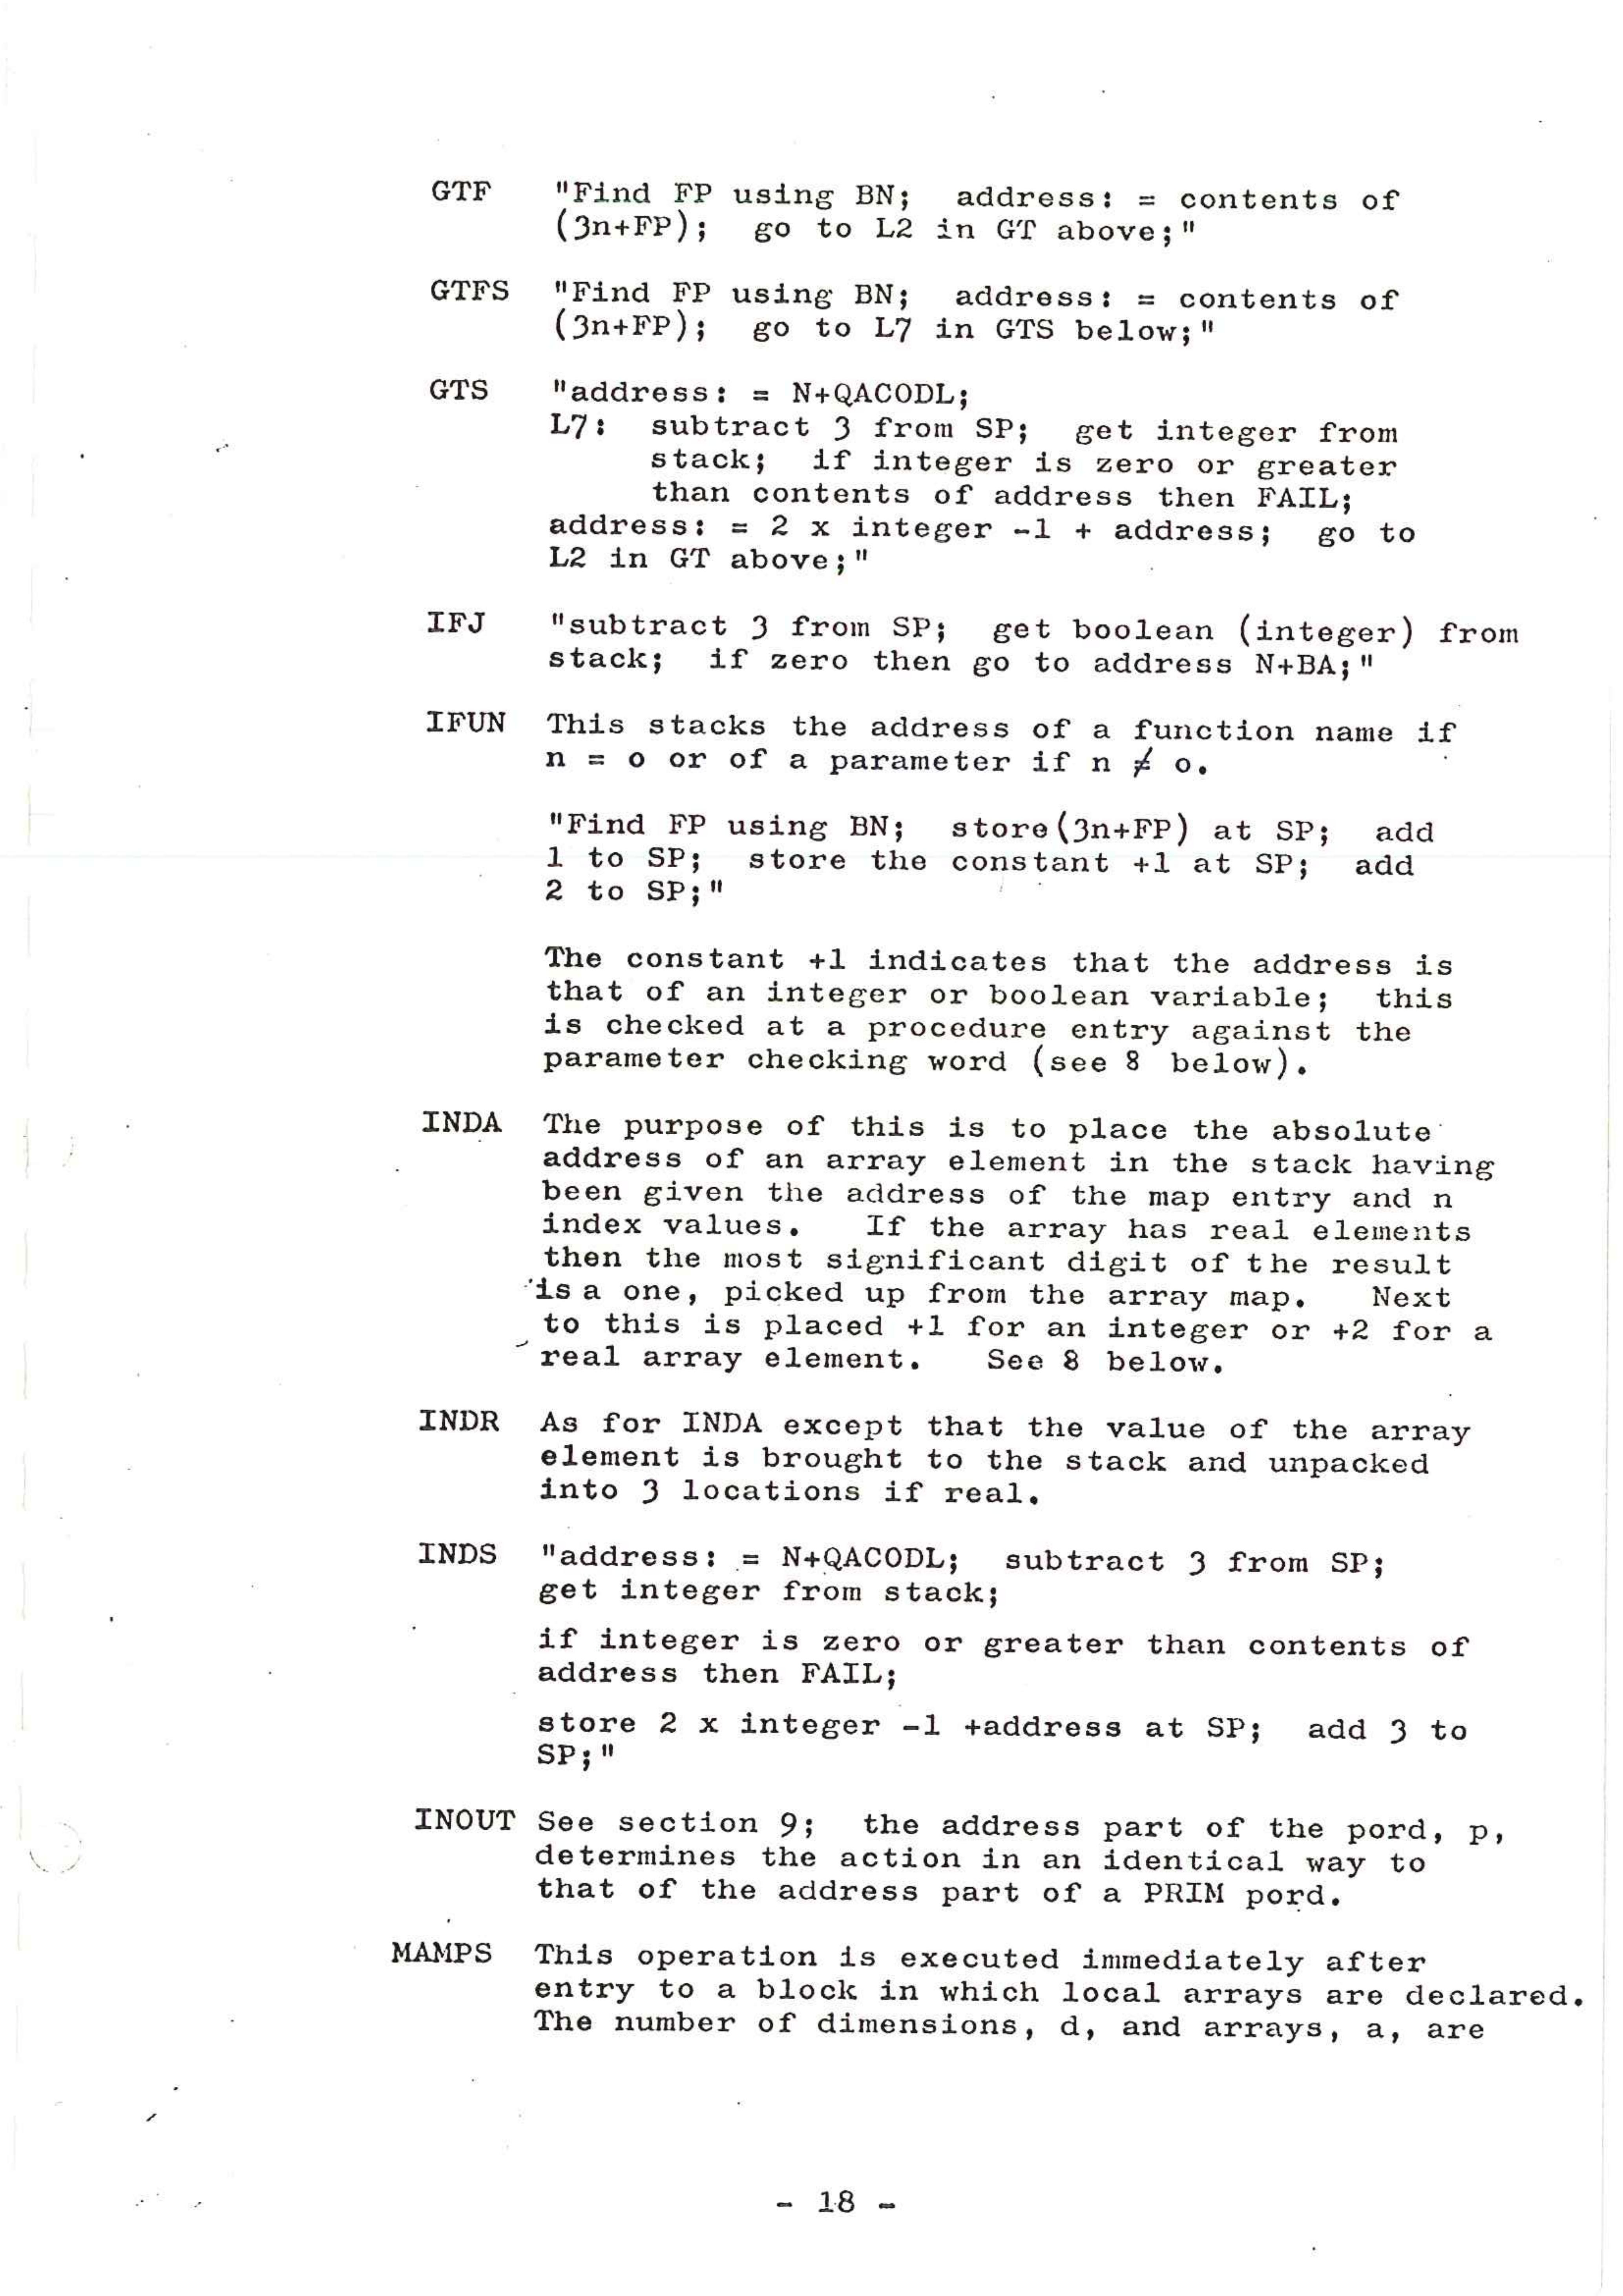 GTF "Find FP using BN; address: = contents of
(3n+FP); go to L2 in GT above;"
GTFS "Find FP using BN; address: = contents of
(3n+FP); go to L7 in GTS below;"
GTS "address: = N+QACODL;
L7: subtract 3 from SP; get integer from
stack; if integer is zero or greater
than contents of address then FAIL;
address: = 2 x integer -1 + address; go to
L2 in GT above;"
IFJ "subtract 3 from SP; get boolean (integer) from
stack; if zero then go to address N+BA;"
IFUN This stacks the address of a function name if
n = o or of a parameter if n ≠ o.
"Find FP using BN; store(3n+FP) at SP; add
1 to SP; store the constant +1 at SP; add
2 to SP;"
The constant +1 indicates that the address is
that of an integer or boolean variable; this
is checked at a procedure entry against the
parameter checking word (see 8 below).
INDA The purpose of this is to place the absolute
address of an array element in the stack having
been given the address of the map entry and n
index values. If the array has real elements
then the most significant digit of the result
is a one, picked up from the array map. Next
to this is placed +1 for an integer or +2 for a
real array element. See 8 below.
INDR As for INDA except that the value of the array
element is brought to the stack and unpacked
into 3 locations if real.
INDS "address: = N+QACODL; subtract 3 from SP;
get integer from stack;
if integer is zero or greater than contents of
address then FAIL;
store 2 x integer -1 +address at SP; add 3 to
SP;"
INOUT See section 9; the address part of the pord, p,
determines the action in an identical way to
that of the address part of a PRIM pord.
MAMPS This operation is executed immediately after
entry to a block in which local arrays are declared.
The number of dimensions, d, and arrays, a, are
- 18 -